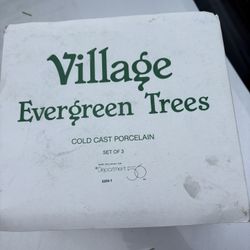 Village
Evergreen Trees
COLD CAST PORCELAIN
SET OF 3
Department 56